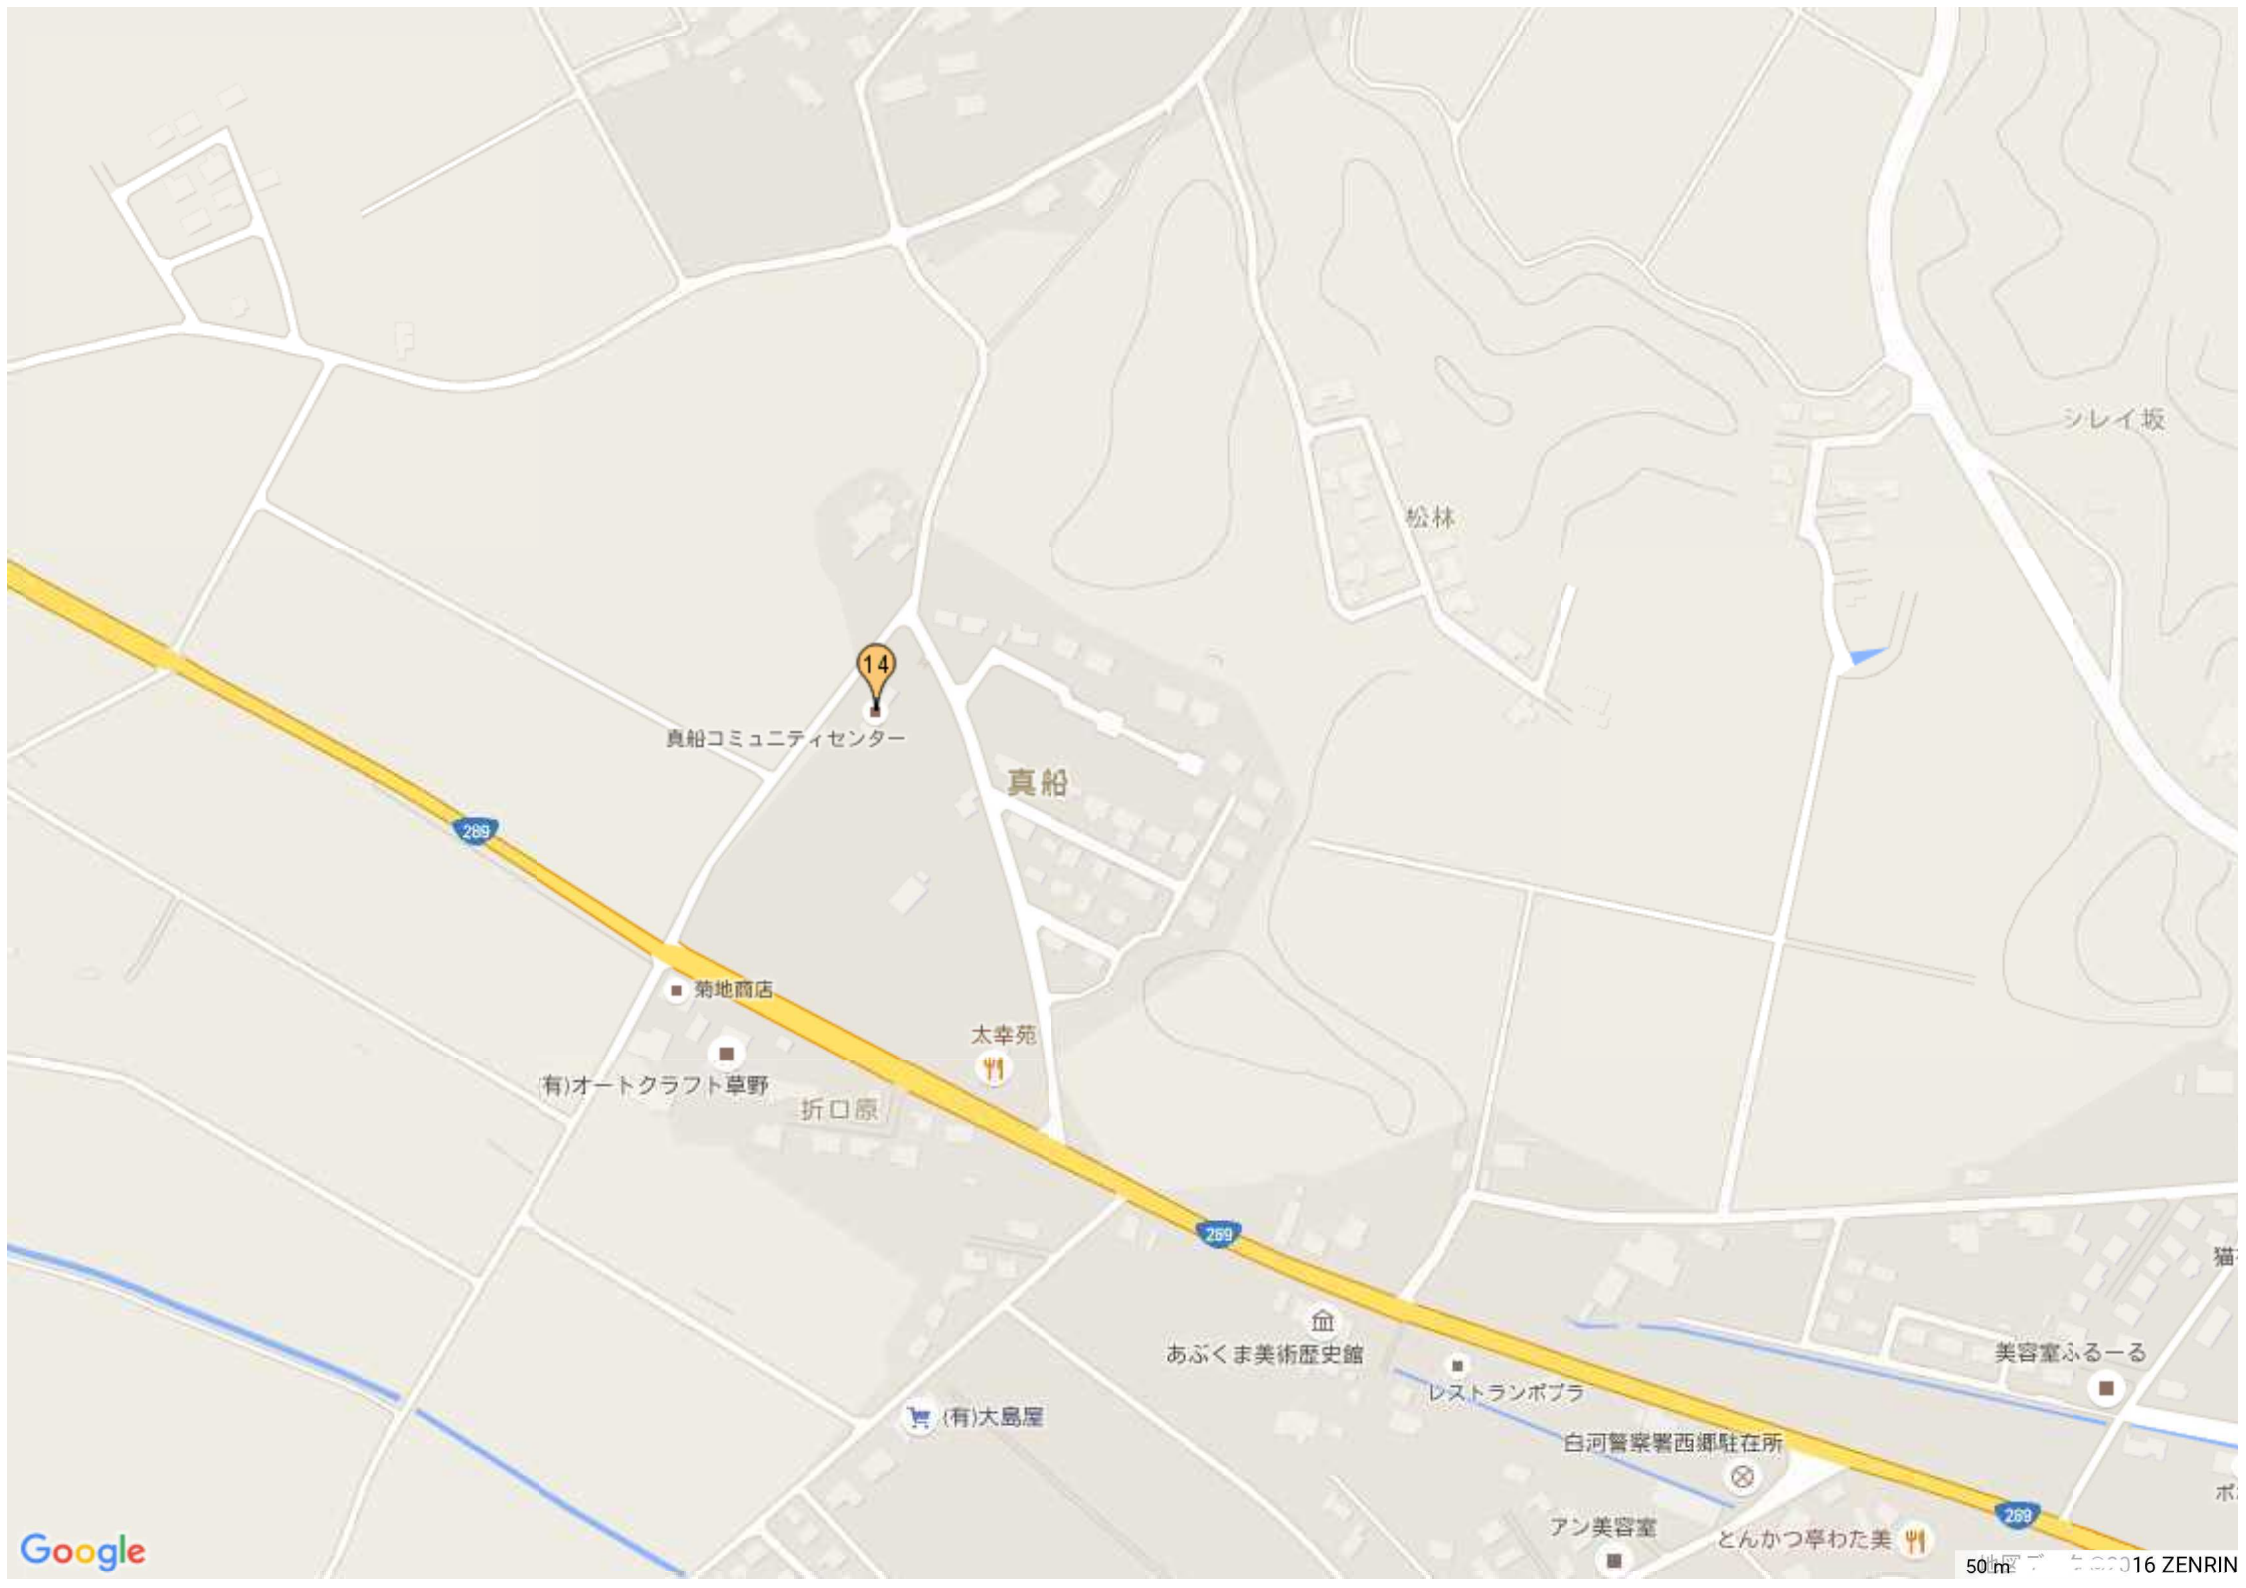 シレイ坂
松林
14
真船コミュニティセンター
真船
289
菊地商店
太幸苑
(有)オートクラフト草野
折口原
289
あぶくま美術歴史館
美容室ふるーる
レストランポプラ
(有)大島屋
白河警察署西郷駐在所
アン美容室
とんかつ亭わた美
289
Google
50 m
2016 ZENRIN